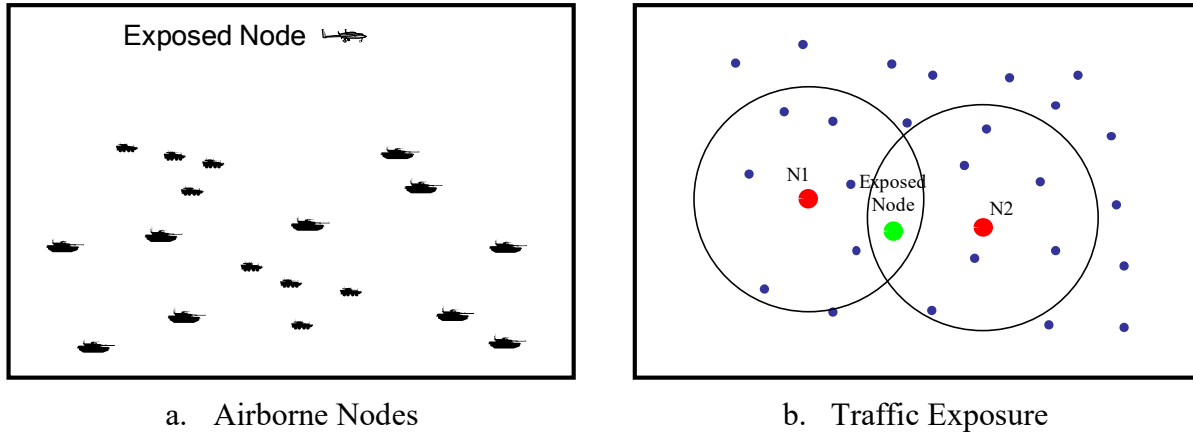 Exposed Node
N1
Exposed
Node
N2
a. Airborne Nodes
b. Traffic Exposure